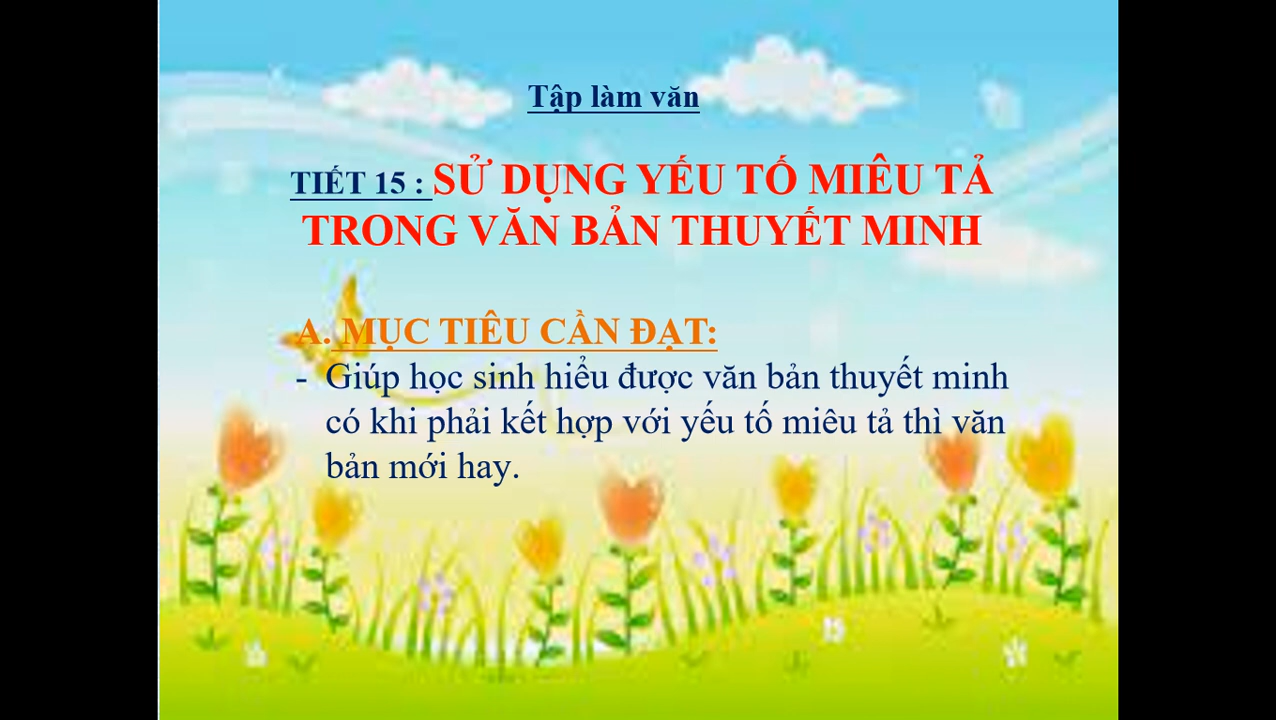 Tập làm văn
TIẾT 15 : SỬ DỤNG YẾU TỐ MIÊU TẢ
TRONG VĂN BẢN THUYẾT MINH
A. MỤC TIÊU CẦN ĐẠT:
- Giúp học sinh hiểu được văn bản thuyết minh
có khi phải kết hợp với yếu tố miêu tả thì văn
bản mới hay.